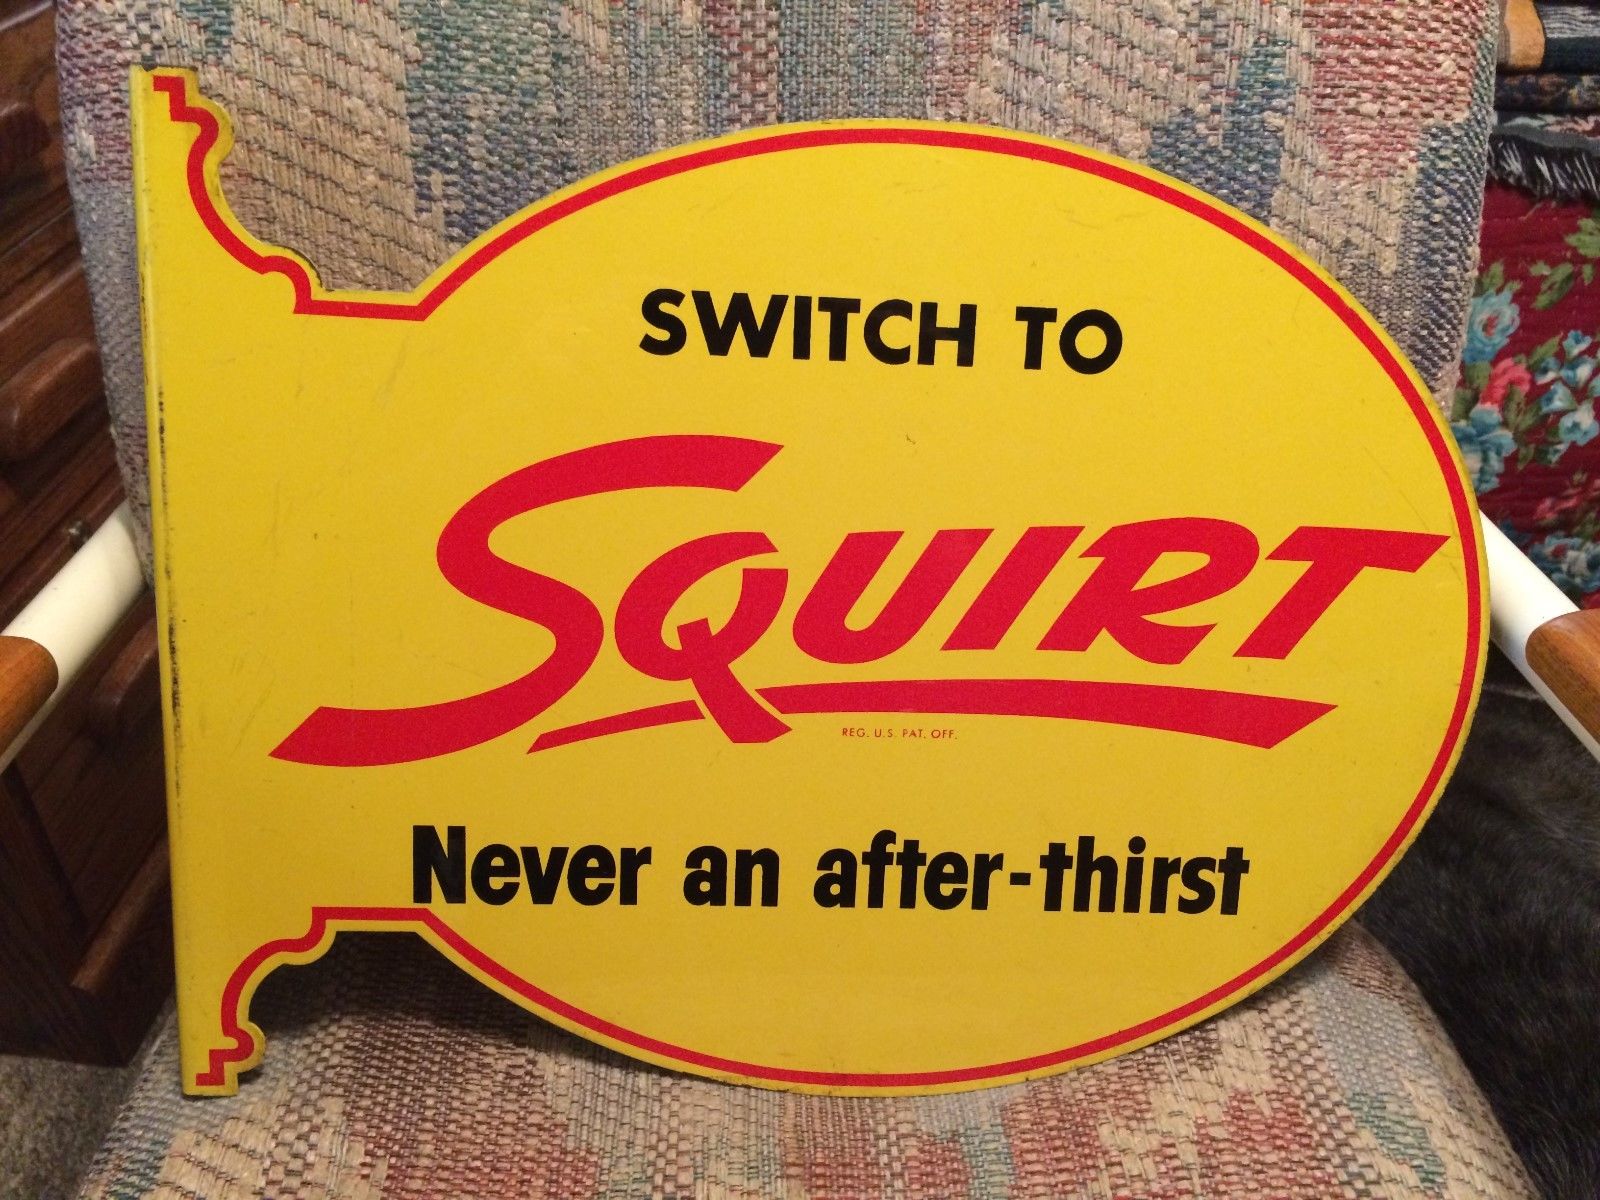 SWITCH TO
SQUIRT
REG. U.S. PAT. OFF.
Never an after-thirst